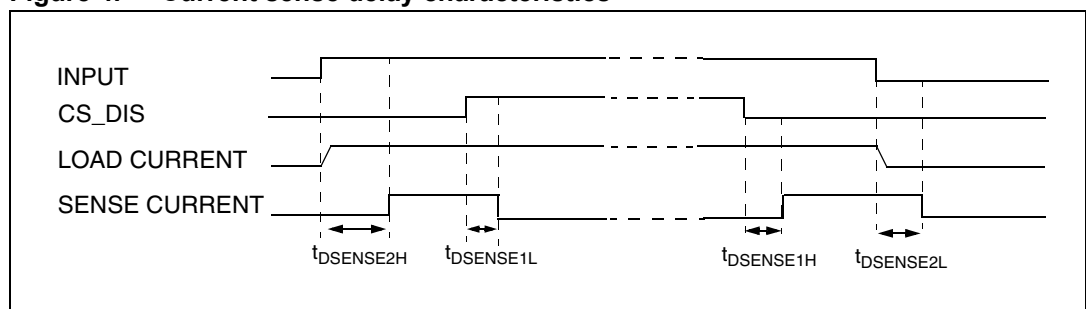 Figure 4. Current sense delay characteristics
INPUT
CS_DIS
LOAD CURRENT
SENSE CURRENT
tDSENSE2H tDSENSE1L tDSENSE1H tDSENSE2L